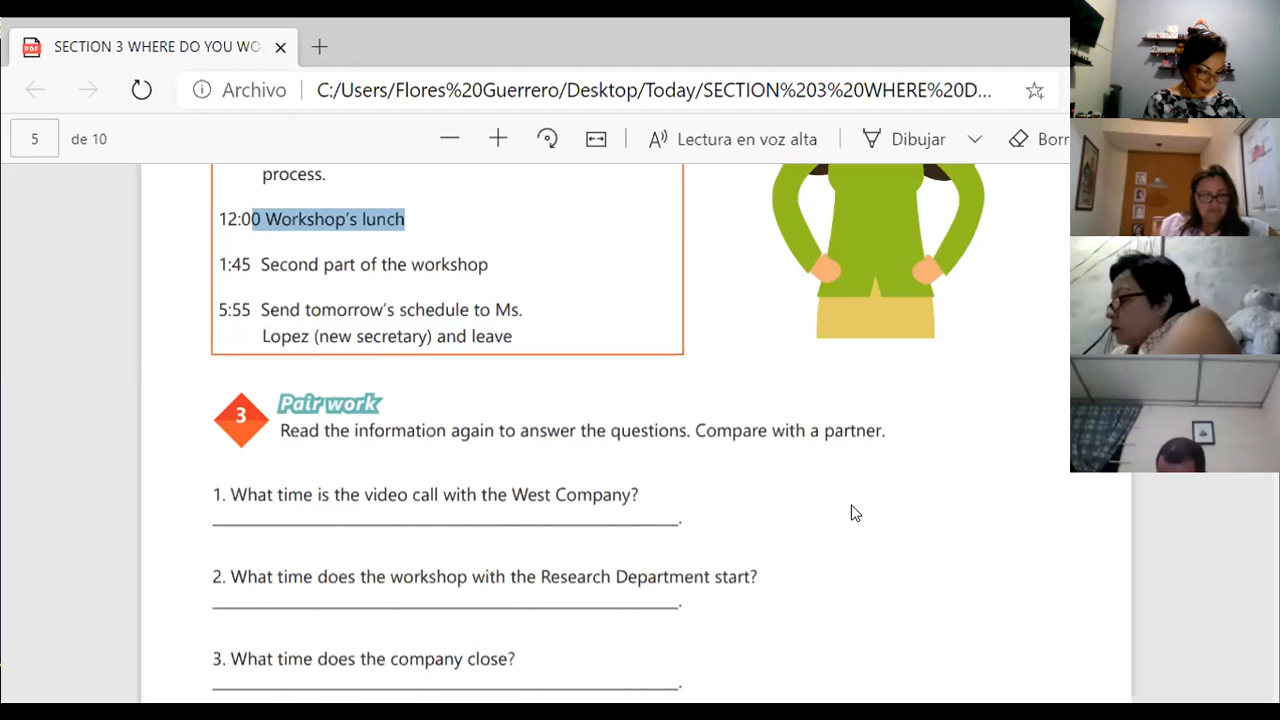 SECTION 3 WHERE DO YOU WO
Archivo
C:/Users/Flores%20Guerrero/Desktop/Today/SECTION%203%20WHERE%20D...
5 de 10
Lectura en voz alta
Dibujar
Borr
process.
12:00 Workshop's lunch
1:45 Second part of the workshop
5:55 Send tomorrow's schedule to Ms.
Lopez (new secretary) and leave
3
Pair work
Read the information again to answer the questions. Compare with a partner.
1. What time is the video call with the West Company?
2. What time does the workshop with the Research Department start?
3. What time does the company close?